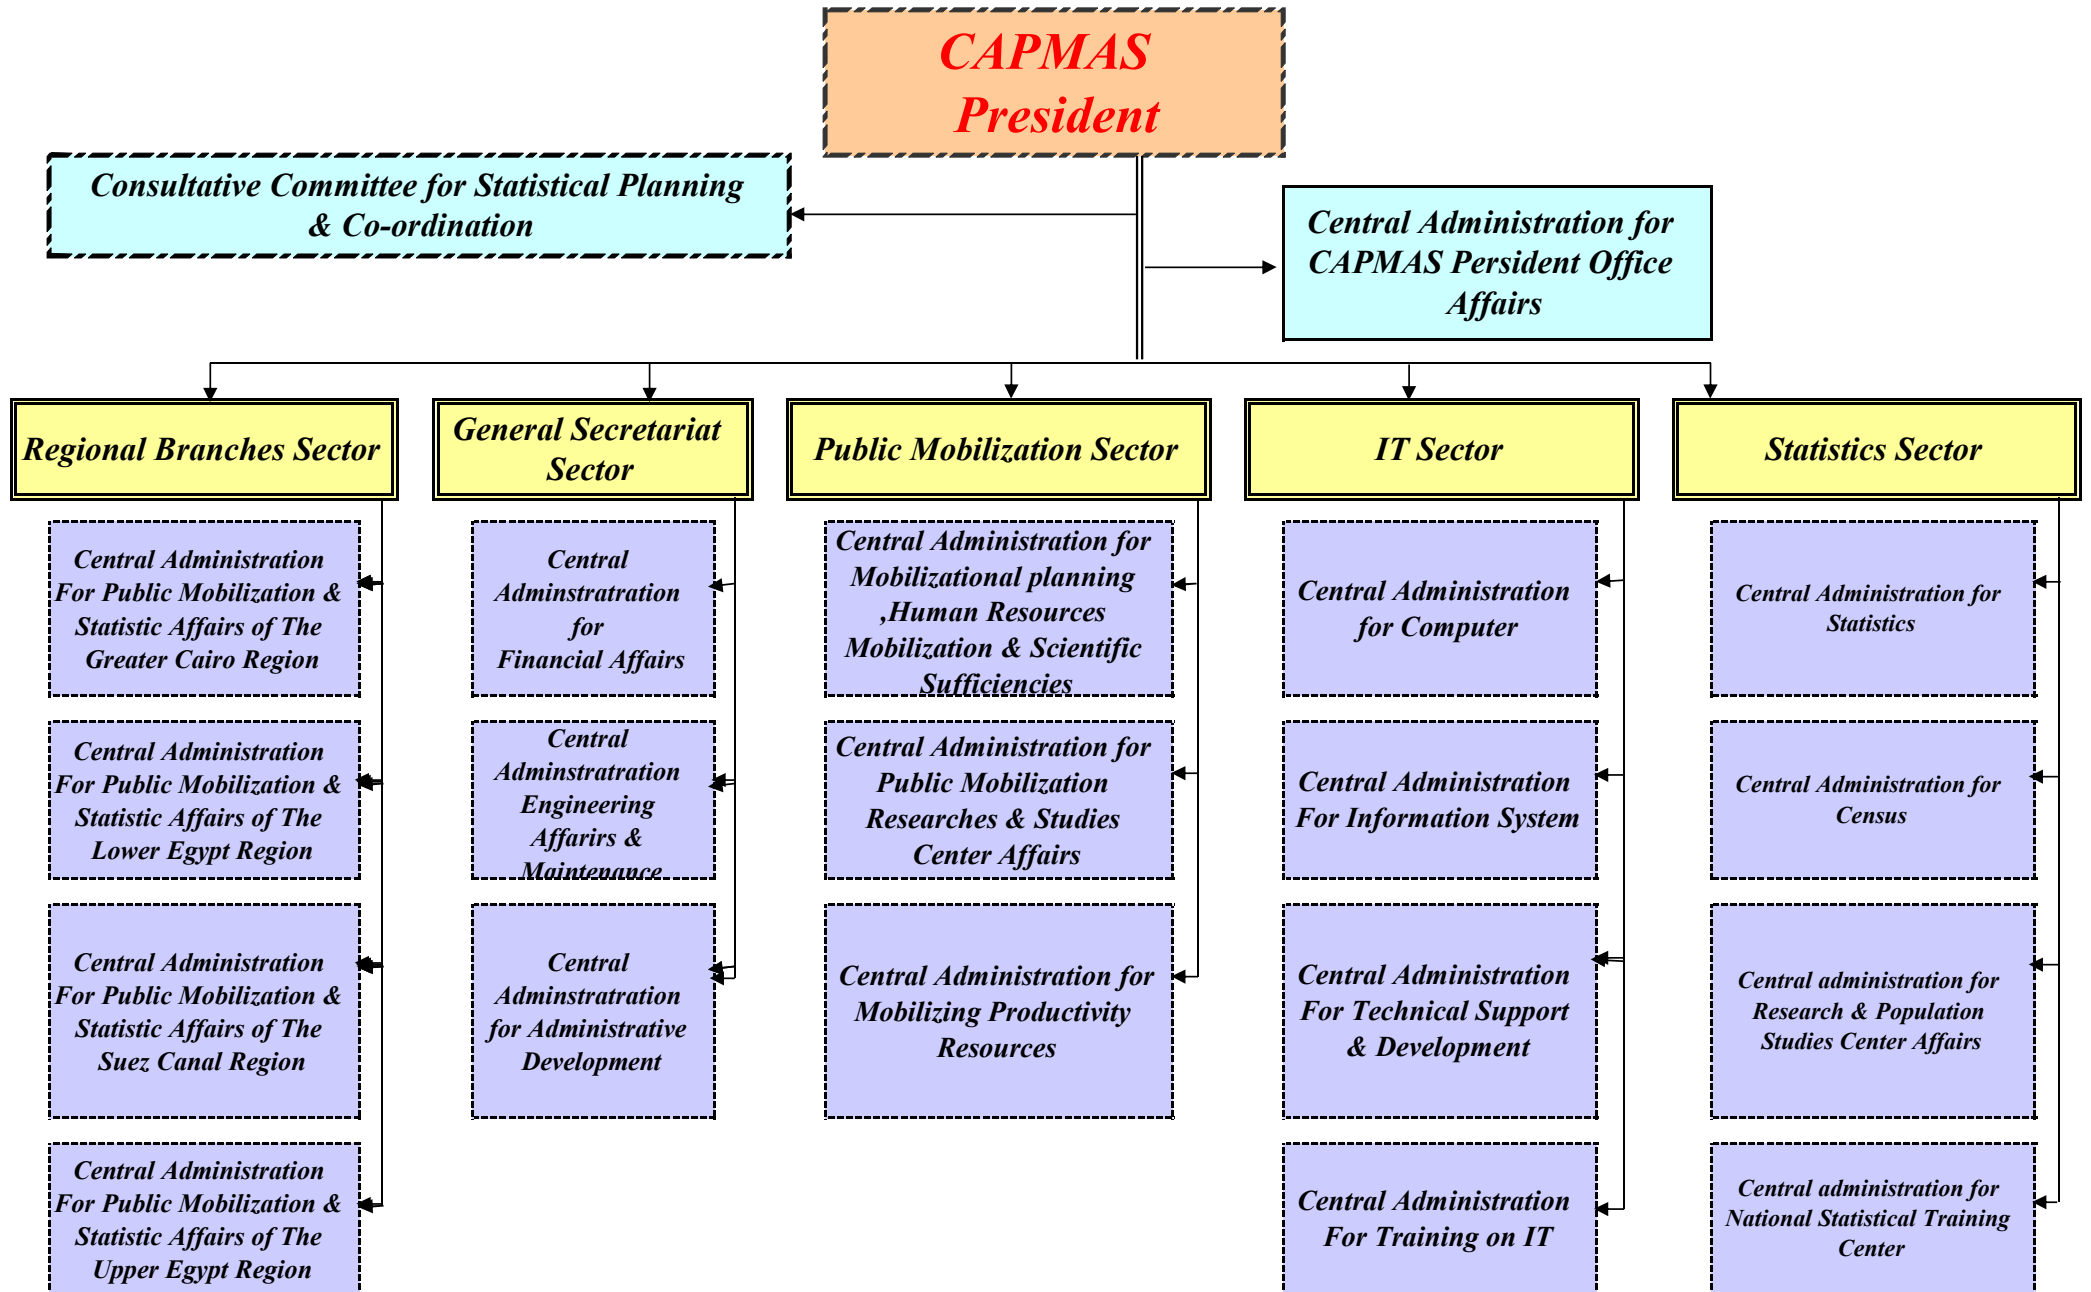 CAPMAS
President
Consultative Committee for Statistical Planning
& Co-ordination
Central Administration for
CAPMAS Persident Office
Affairs
Regional Branches Sector
General Secretariat
Sector
Public Mobilization Sector
IT Sector
Statistics Sector
Central Administration
For Public Mobilization &
Statistic Affairs of The
Greater Cairo Region
Central Administration
For Public Mobilization &
Statistic Affairs of The
Lower Egypt Region
Central Administration
For Public Mobilization &
Statistic Affairs of The
Suez Canal Region
Central Administration
For Public Mobilization &
Statistic Affairs of The
Upper Egypt Region
Central
Adminstratration
for
Financial Affairs
Central
Adminstratration
Engineering
Affarirs &
Maintenance
Central
Adminstratration
for Administrative
Development
Central Administration for
Mobilizational planning
,Human Resources
Mobilization & Scientific
Sufficiencies
Central Administration for
Public Mobilization
Researches & Studies
Center Affairs
Central Administration for
Mobilizing Productivity
Resources
Central Administration
for Computer
Central Administration
For Information System
Central Administration
For Technical Support
& Development
Central Administration
For Training on IT
Central Administration for
Statistics
Central Administration for
Census
Central administration for
Research & Population
Studies Center Affairs
Central administration for
National Statistical Training
Center